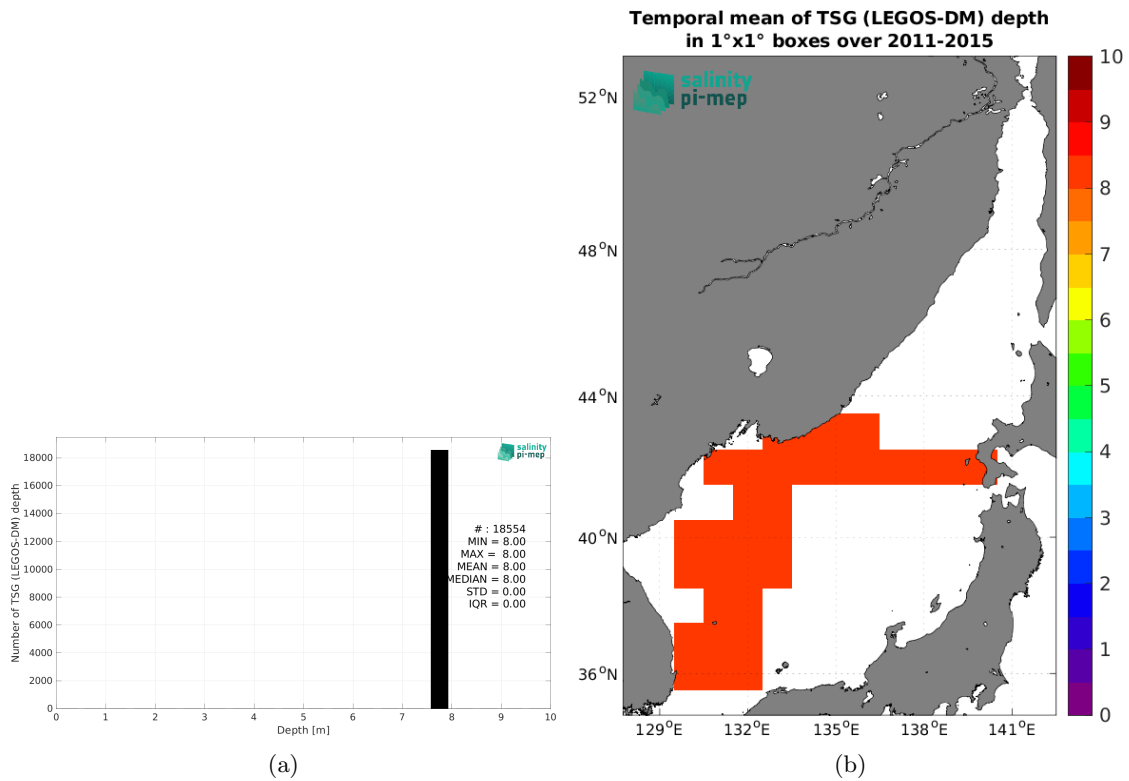 Temporal mean of TSG (LEGOS-DM) depth
in 1°x1° boxes over 2011-2015
salinity
pi-mep
52°N
48°N
44°N
40°N
36°N
129°E
132°E
135°E
138°E
141°E
10
9
8
7
6
5
4
3
2
1
0
(b)
salinity
pi-mep
Number of TSG (LEGOS-DM) depth
18000
16000
14000
12000
10000
8000
6000
4000
2000
0
# : 18554
MIN = 8.00
MAX = 8.00
MEAN = 8.00
MEDIAN = 8.00
STD = 0.00
IQR = 0.00
0 1 2 3 4 5 6 7 8 9 10
Depth [m]
(a)